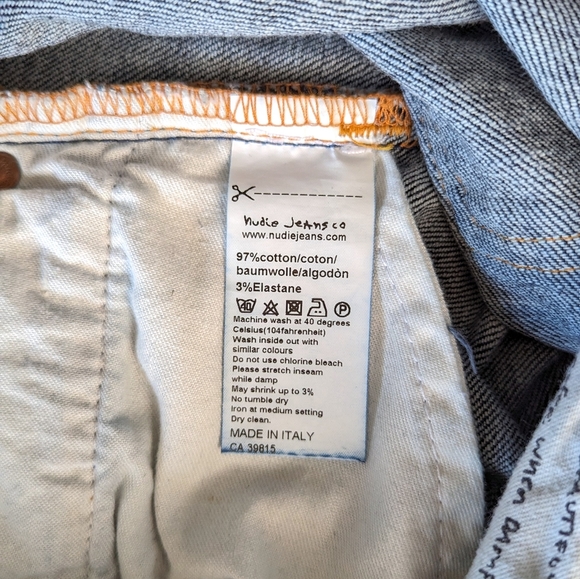 nudie Jeans co
www.nudiejeans.com
97%cotton/coton/
baumwolle/algodòn
3%Elastane
40 P
Machine wash at 40 degrees
Celsius(104fahrenheit)
Wash inside out with
similar colours
Do not use chlorine bleach
Please stretch inseam
while damp
May shrink up to 3%
No tumble dry
Iron at medium setting
Dry clean.
MADE IN ITALY
CA 39815
when